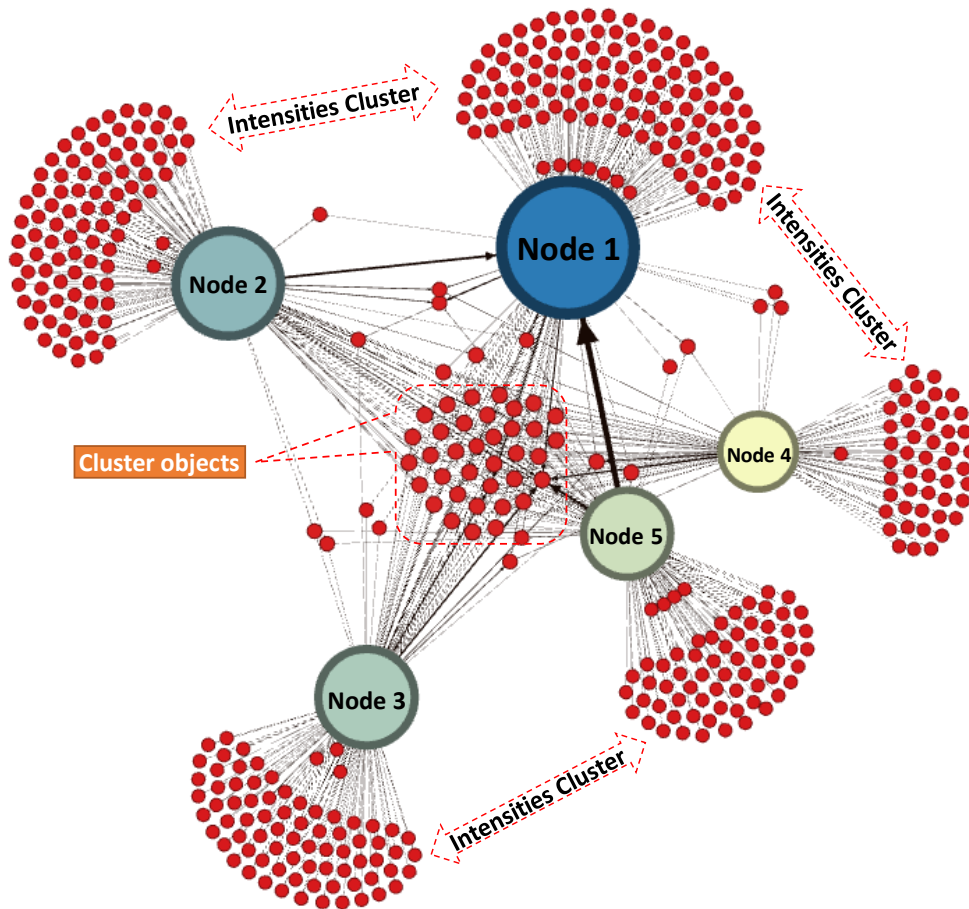 Intensities Cluster
Node 1
Node 2
Intensities Cluster
Cluster objects
Node 4
Node 5
Node 3
Intensities Cluster